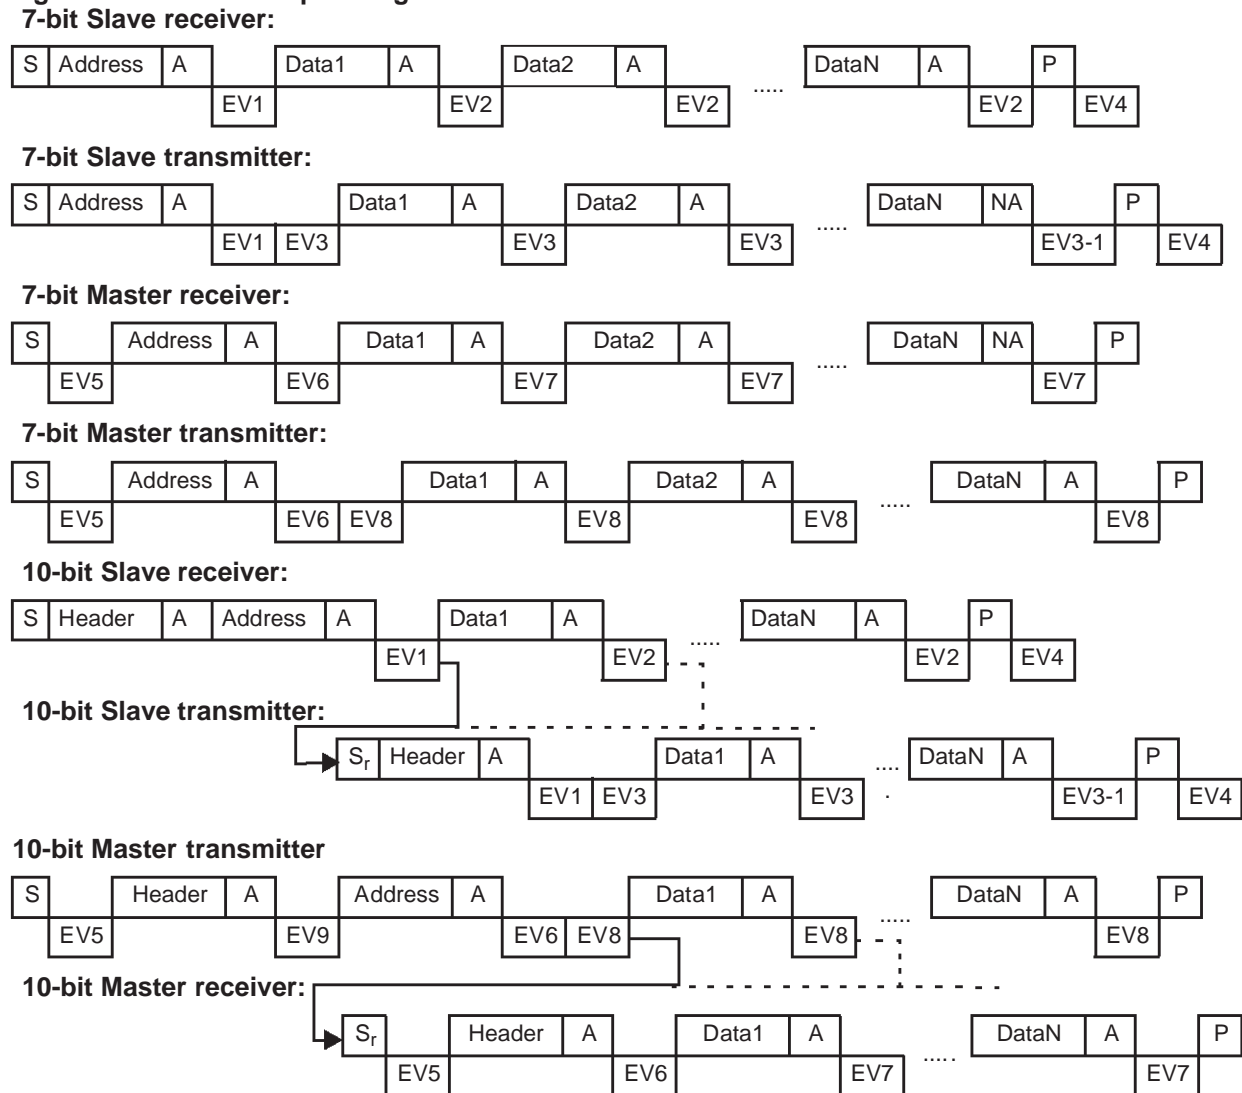 7-bit Slave receiver:
S Address A Data1 A Data2 A ..... DataN A P
EV1 EV2 EV2 EV2 EV4
7-bit Slave transmitter:
S Address A Data1 A Data2 A ..... DataN NA P
EV1 EV3 EV3 EV3 EV3-1 EV4
7-bit Master receiver:
S Address A Data1 A Data2 A ..... DataN NA P
EV5 EV6 EV7 EV7 EV7
7-bit Master transmitter:
S Address A Data1 A Data2 A ..... DataN A P
EV5 EV6 EV8 EV8 EV8 EV8
10-bit Slave receiver:
S Header A Address A Data1 A ..... DataN A P
EV1 EV2 EV2 EV4
10-bit Slave transmitter:
Sr Header A Data1 A .... DataN A P
EV1 EV3 EV3 . EV3-1 EV4
10-bit Master transmitter
S Header A Address A Data1 A ..... DataN A P
EV5 EV9 EV6 EV8 EV8 EV8
10-bit Master receiver:
Sr Header A Data1 A ..... DataN A P
EV5 EV6 EV7 EV7